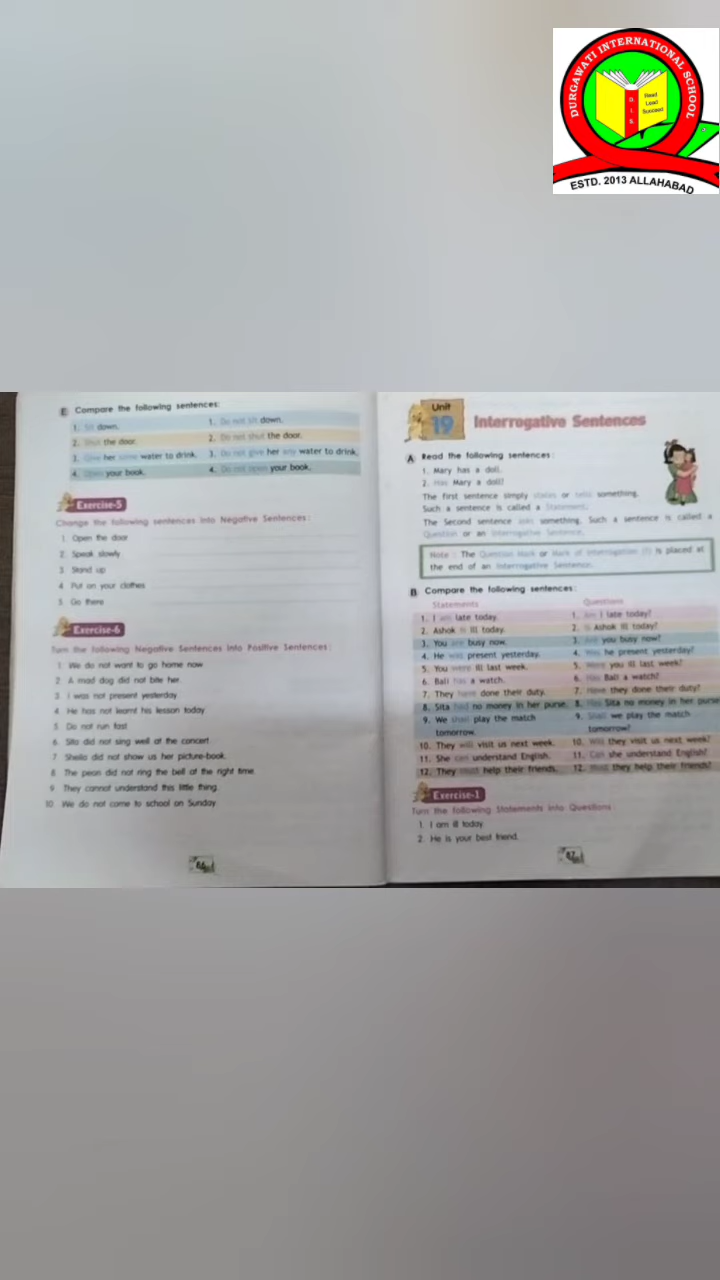 DURGAWATI INTERNATIONAL SCHOOL
D. I. S.
Read
Lead
Succeed
ESTD. 2013 ALLAHABAD
E Compare the following sentences:
1. Sit down. 1. Do not sit down.
2. Shut the door. 2. Do not shut the door.
3. Give her some water to drink. 3. Do not give her any water to drink.
4. Open your book. 4. Do not open your book.
Exercise-5
Change the following sentences into Negative Sentences:
1. Open the door
2. Speak slowly
3. Stand up
4. Put on your clothes
5. Go there
Exercise-6
Turn the following Negative Sentences into Positive Sentences:
1 We do not want to go home now
2 A mad dog did not bite her.
3 I was not present yesterday
4 He has not learnt his lesson today
5 Do not run fast
6. Sita did not sing well at the concert
7 Sheila did not show us her picture-book.
8 The peon did not ring the bell at the right time.
9 They cannot understand this little thing.
10 We do not come to school on Sunday
Unit
19
Interrogative Sentences
A Read the following sentences:
1. Mary has a doll.
2. Has Mary a doll?
The first sentence simply states or tells something.
Such a sentence is called a Statement.
The Second sentence asks something. Such a sentence is called a
Question or an Interrogative Sentence.
Note : The Question Mark or Mark of Interrogation (?) is placed at
the end of an Interrogative Sentence.
B Compare the following sentences:
Statements Questions
1. I am late today. 1. Am I late today?
2. Ashok is ill today. 2. Is Ashok ill today?
3. You are busy now. 3. Are you busy now?
4. He was present yesterday. 4. Was he present yesterday?
5. You were ill last week. 5. Were you ill last week?
6. Ball has a watch. 6. Has Ball a watch?
7. They have done their duty. 7. Have they done their duty?
8. Sita had no money in her purse. 8. Has Sita no money in her purse
9. We shall play the match 9. Shall we play the match
tomorrow. tomorrow?
10. They will visit us next week. 10. Will they visit us next week?
11. She can understand English. 11. Can she understand English?
12. They must help their friends. 12. Must they help their friends?
Exercise-1
Turn the following Statements into Questions :
1. I am ill today
2. He is your best friend.